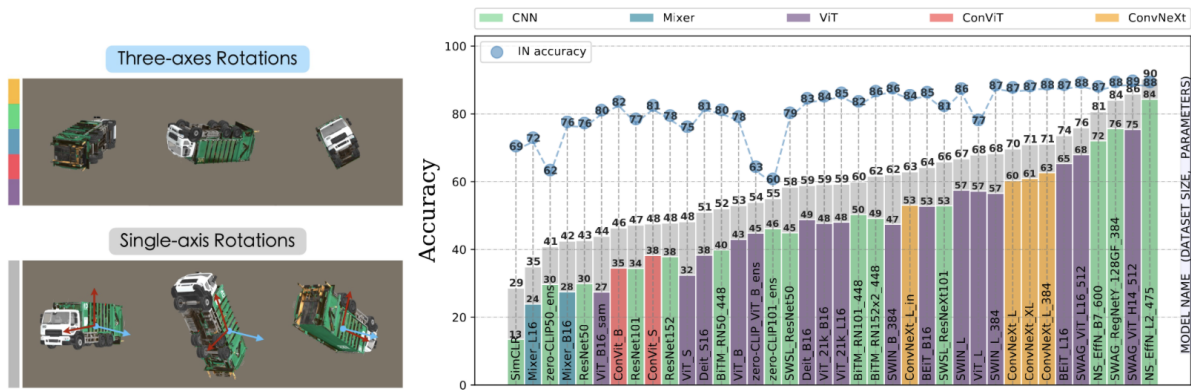 Three-axes Rotations
Single-axis Rotations
CNN Mixer ViT ConViT ConvNeXt
IN accuracy
Accuracy
100
80
60
40
20
0
69 72 62 76 76 80 82 77 81 78 75 81 80 78 63 60 79 83 84 85 82 86 86 84 85 81 86 77 87 87 87 88 87 88 87 88 89 88
29 35 41 42 43 44 46 47 48 48 48 51 52 53 54 55 58 59 59 59 60 62 62 63 64 66 67 68 68 70 71 71 74 76 81 84 86 90
13 24 30 28 30 27 35 34 38 38 32 38 40 43 45 46 45 49 48 48 50 49 47 53 53 53 57 57 57 60 61 63 65 68 72 76 75 84
SimCLR
Mixer_L16
zero-CLIP50_ens
Mixer_B16
ResNet50
ViT_B16_sam
ConVit_B
ResNet101
ConVit_S
ResNet152
ViT_S
Deit_S16
BiTM_RN50_448
ViT_B
zero-CLIP_ViT_B_ens
zero-CLIP101_ens
SWSL_ResNet50
Deit_B16
ViT_21k_B16
ViT_21k_L16
BiTM_RN101_448
BiTM_RN152x2_448
SWIN_B_384
ConvNeXt_L_in
BEiT_B16
SWSL_ResNeXt101
SWIN_L
ViT_L
SWIN_L_384
ConvNeXt_L
ConvNeXt_XL
ConvNeXt_L_384
BEiT_L16
SWAG_ViT_L16_512
NS_EffN_B7_600
SWAG_RegNetY_128GF_384
SWAG_ViT_H14_512
NS_EffN_L2_475
MODEL NAME (DATASET SIZE, PARAMETERS)